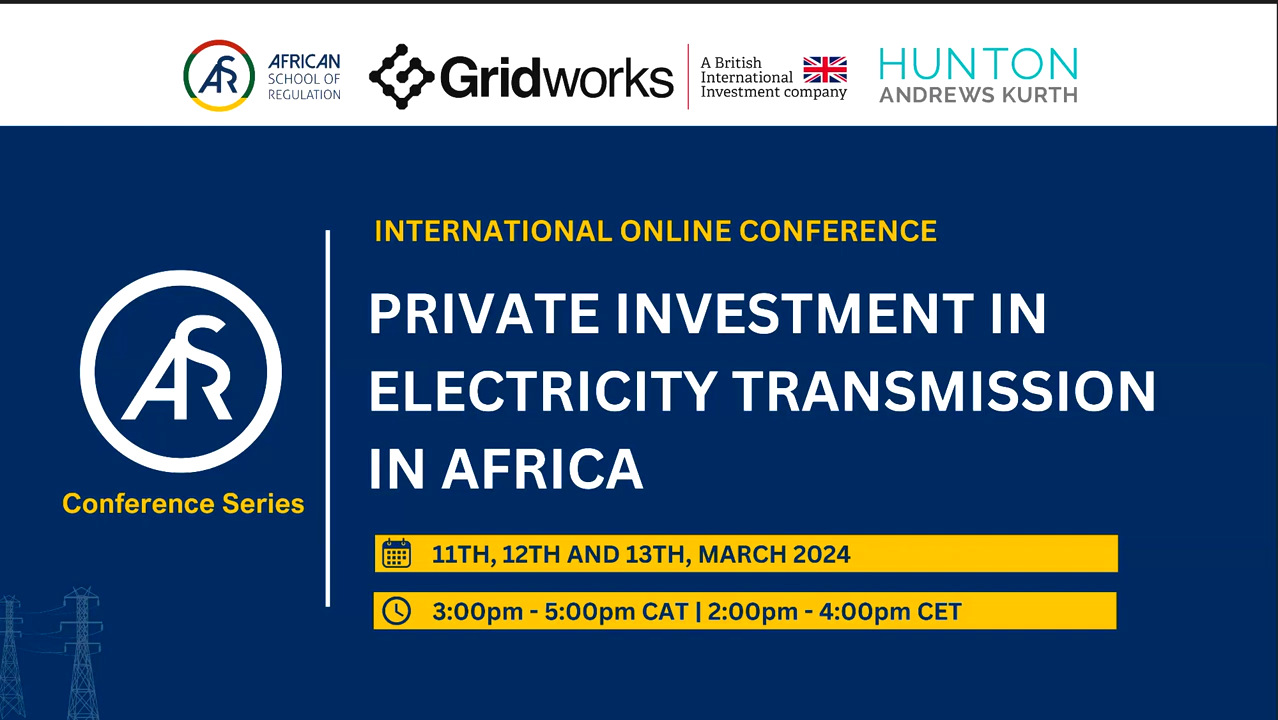 AFRICAN
SCHOOL OF
REGULATION
Gridworks
A British
International
Investment company
HUNTON
ANDREWS KURTH
INTERNATIONAL ONLINE CONFERENCE
PRIVATE INVESTMENT IN
ELECTRICITY TRANSMISSION
IN AFRICA
ASR
Conference Series
11TH, 12TH AND 13TH, MARCH 2024
3:00pm - 5:00pm CAT | 2:00pm - 4:00pm CET